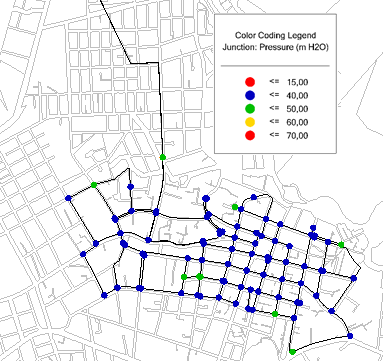 Color Coding Legend
Junction: Pressure (m H2O)
<= 15,00
<= 40,00
<= 50,00
<= 60,00
<= 70,00